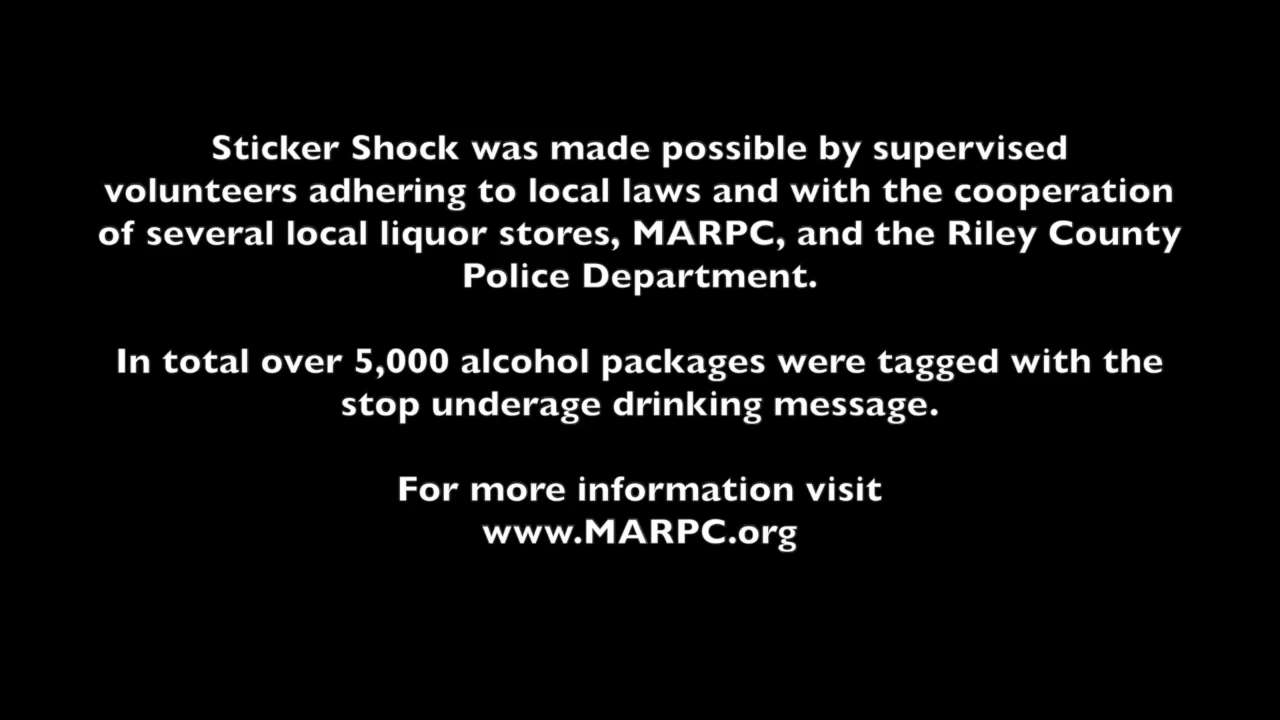 Sticker Shock was made possible by supervised
volunteers adhering to local laws and with the cooperation
of several local liquor stores, MARPC, and the Riley County
Police Department.
In total over 5,000 alcohol packages were tagged with the
stop underage drinking message.
For more information visit
www.MARPC.org